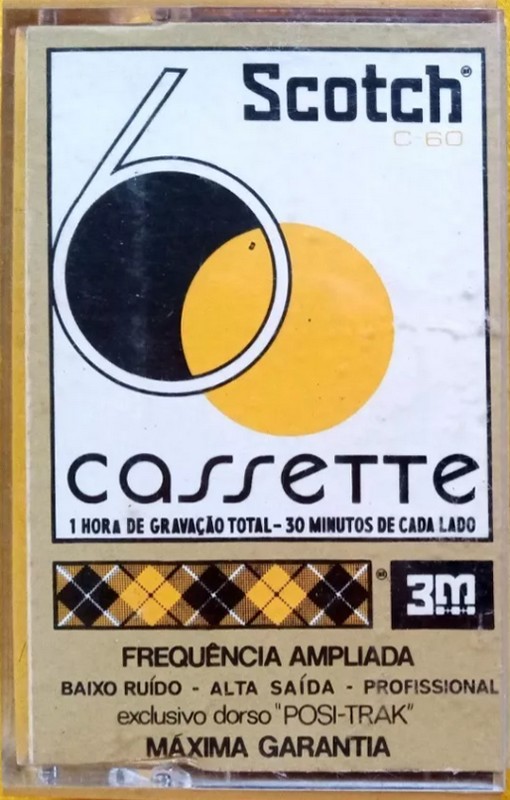 Scotch®
C-60
60
cassette
1 HORA DE GRAVAÇÃO TOTAL - 30 MINUTOS DE CADA LADO
® 3M
FREQUÊNCIA AMPLIADA
BAIXO RUÍDO - ALTA SAÍDA - PROFISSIONAL
exclusivo dorso "POSI-TRAK"
MÁXIMA GARANTIA